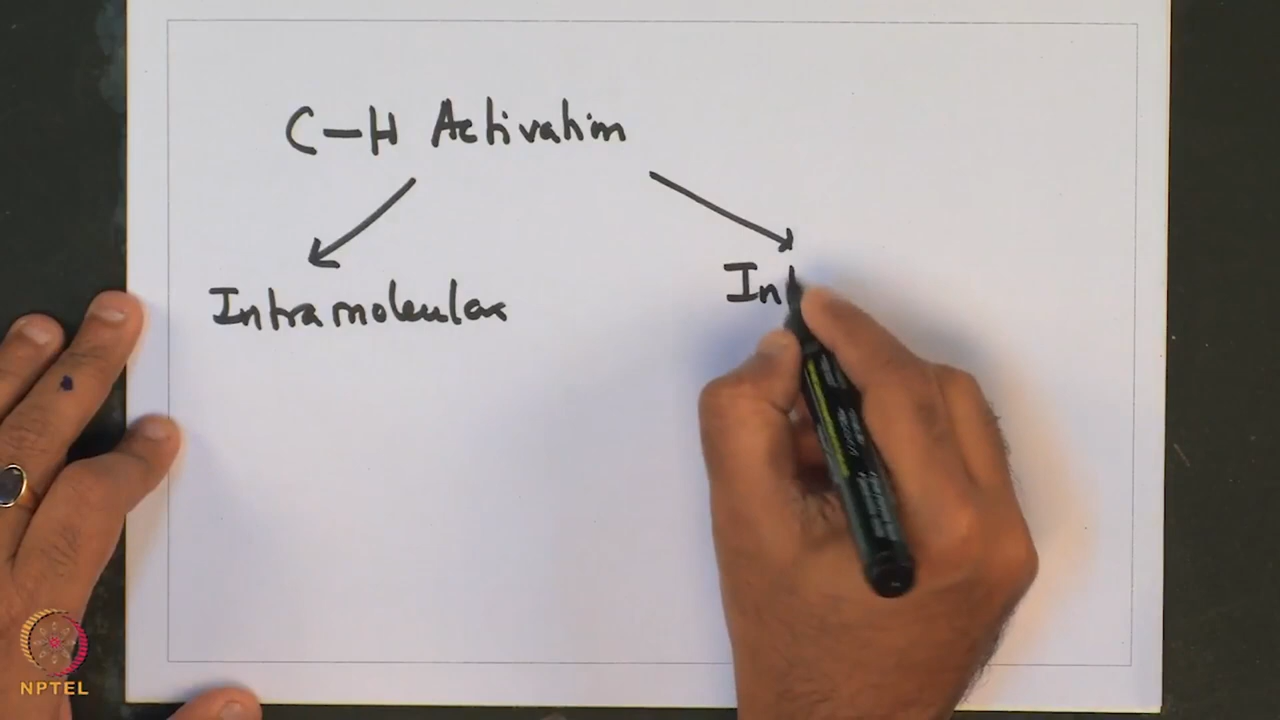 C–H Activation
Intramolecular
In
NPTEL